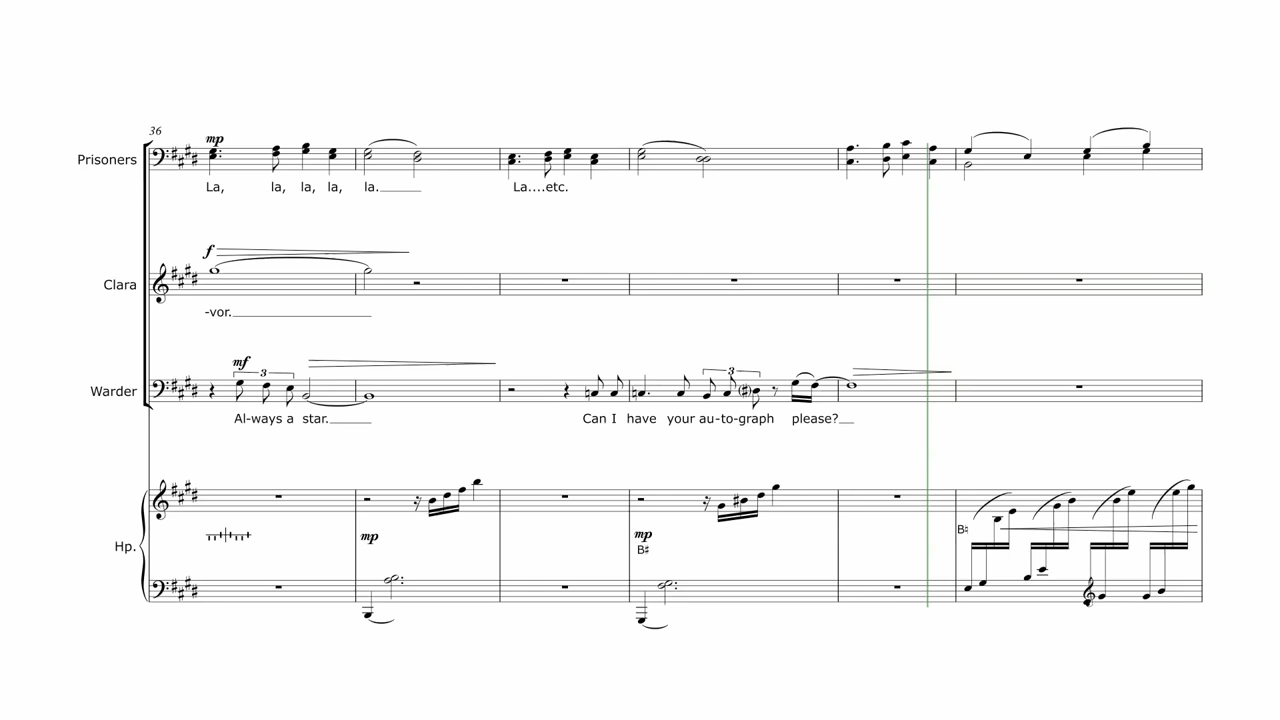 36
mp
Prisoners
La, la, la, la, la. La....etc.
f
Clara
-vor.
mf
3
3
Warder
Al-ways a star. Can I have your au-to-graph please?
Hp.
mp
mp
B♯
B♮